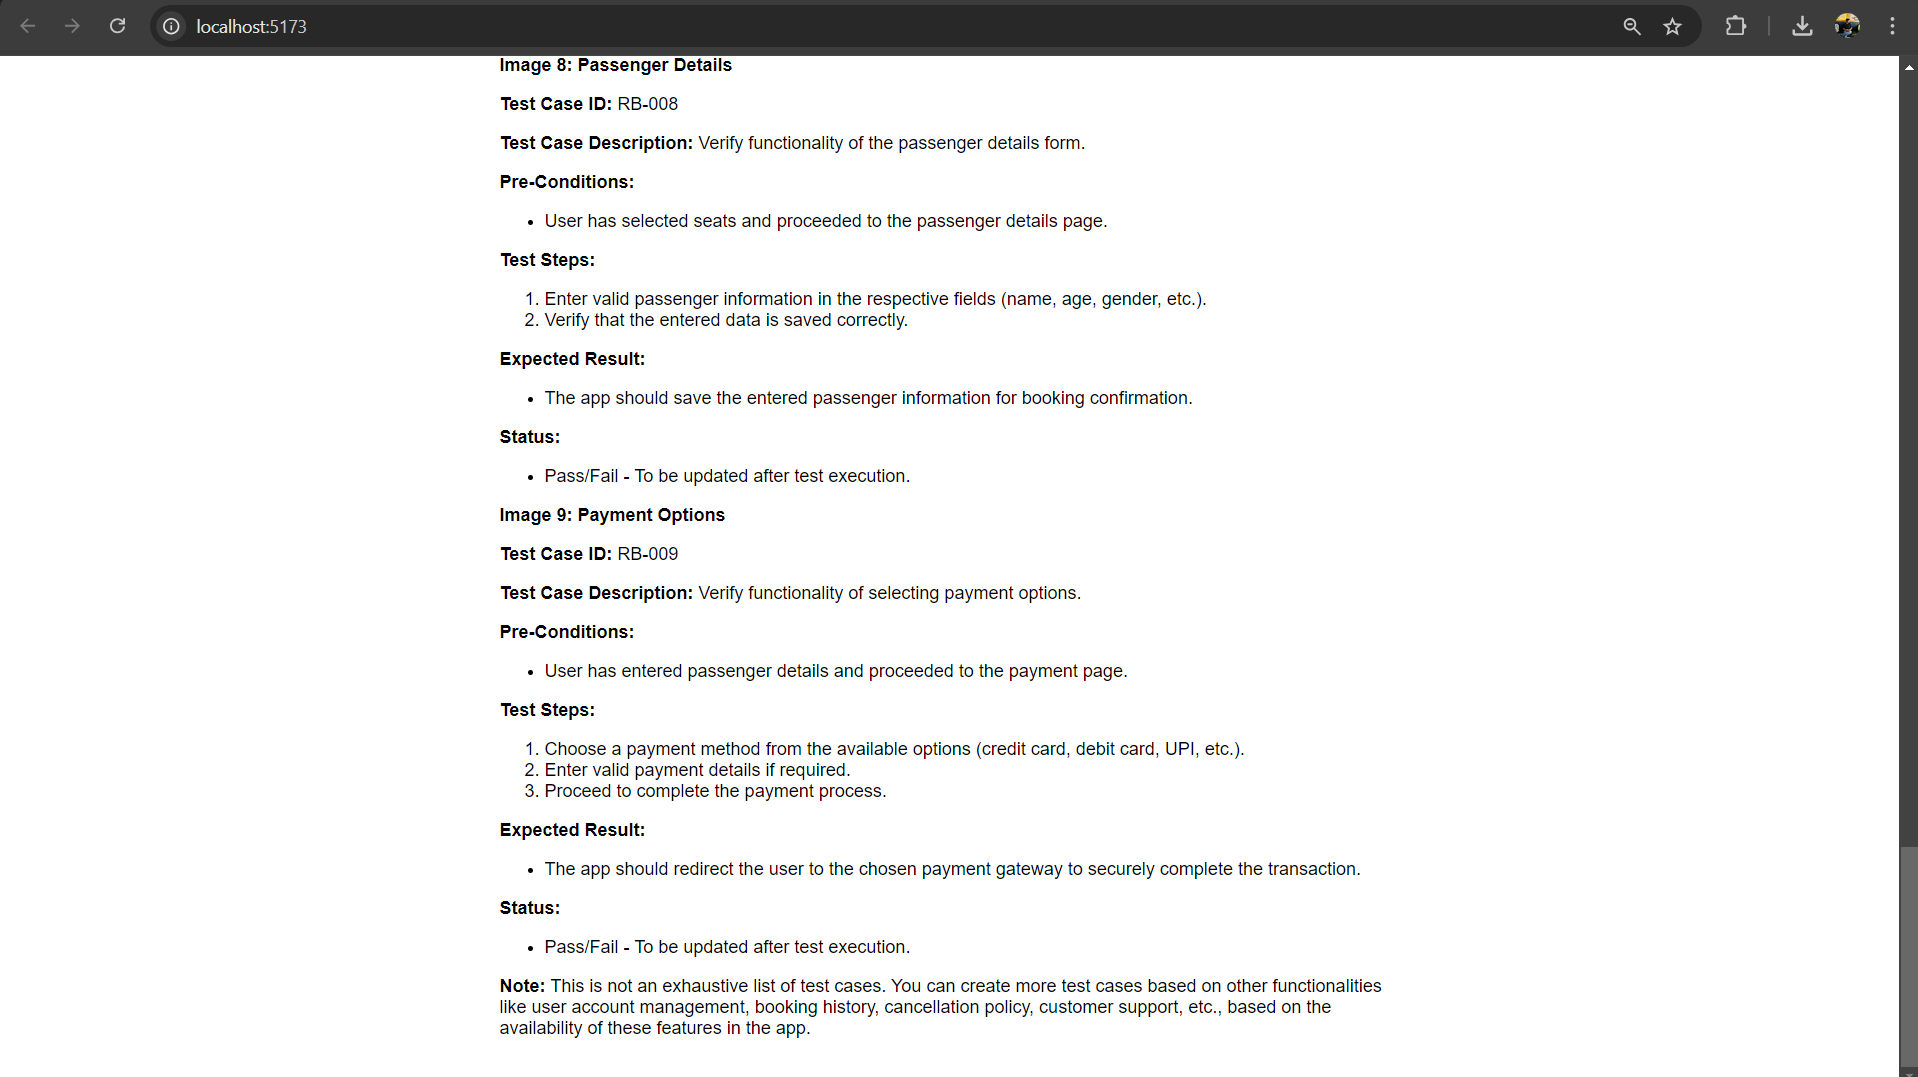 localhost:5173
Image 8: Passenger Details
Test Case ID: RB-008
Test Case Description: Verify functionality of the passenger details form.
Pre-Conditions:
• User has selected seats and proceeded to the passenger details page.
Test Steps:
1. Enter valid passenger information in the respective fields (name, age, gender, etc.).
2. Verify that the entered data is saved correctly.
Expected Result:
• The app should save the entered passenger information for booking confirmation.
Status:
• Pass/Fail - To be updated after test execution.
Image 9: Payment Options
Test Case ID: RB-009
Test Case Description: Verify functionality of selecting payment options.
Pre-Conditions:
• User has entered passenger details and proceeded to the payment page.
Test Steps:
1. Choose a payment method from the available options (credit card, debit card, UPI, etc.).
2. Enter valid payment details if required.
3. Proceed to complete the payment process.
Expected Result:
• The app should redirect the user to the chosen payment gateway to securely complete the transaction.
Status:
• Pass/Fail - To be updated after test execution.
Note: This is not an exhaustive list of test cases. You can create more test cases based on other functionalities
like user account management, booking history, cancellation policy, customer support, etc., based on the
availability of these features in the app.